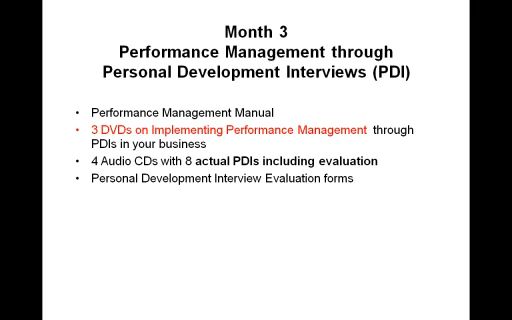 Month 3
Performance Management through
Personal Development Interviews (PDI)
• Performance Management Manual
• 3 DVDs on Implementing Performance Management through
PDIs in your business
• 4 Audio CDs with 8 actual PDIs including evaluation
• Personal Development Interview Evaluation forms